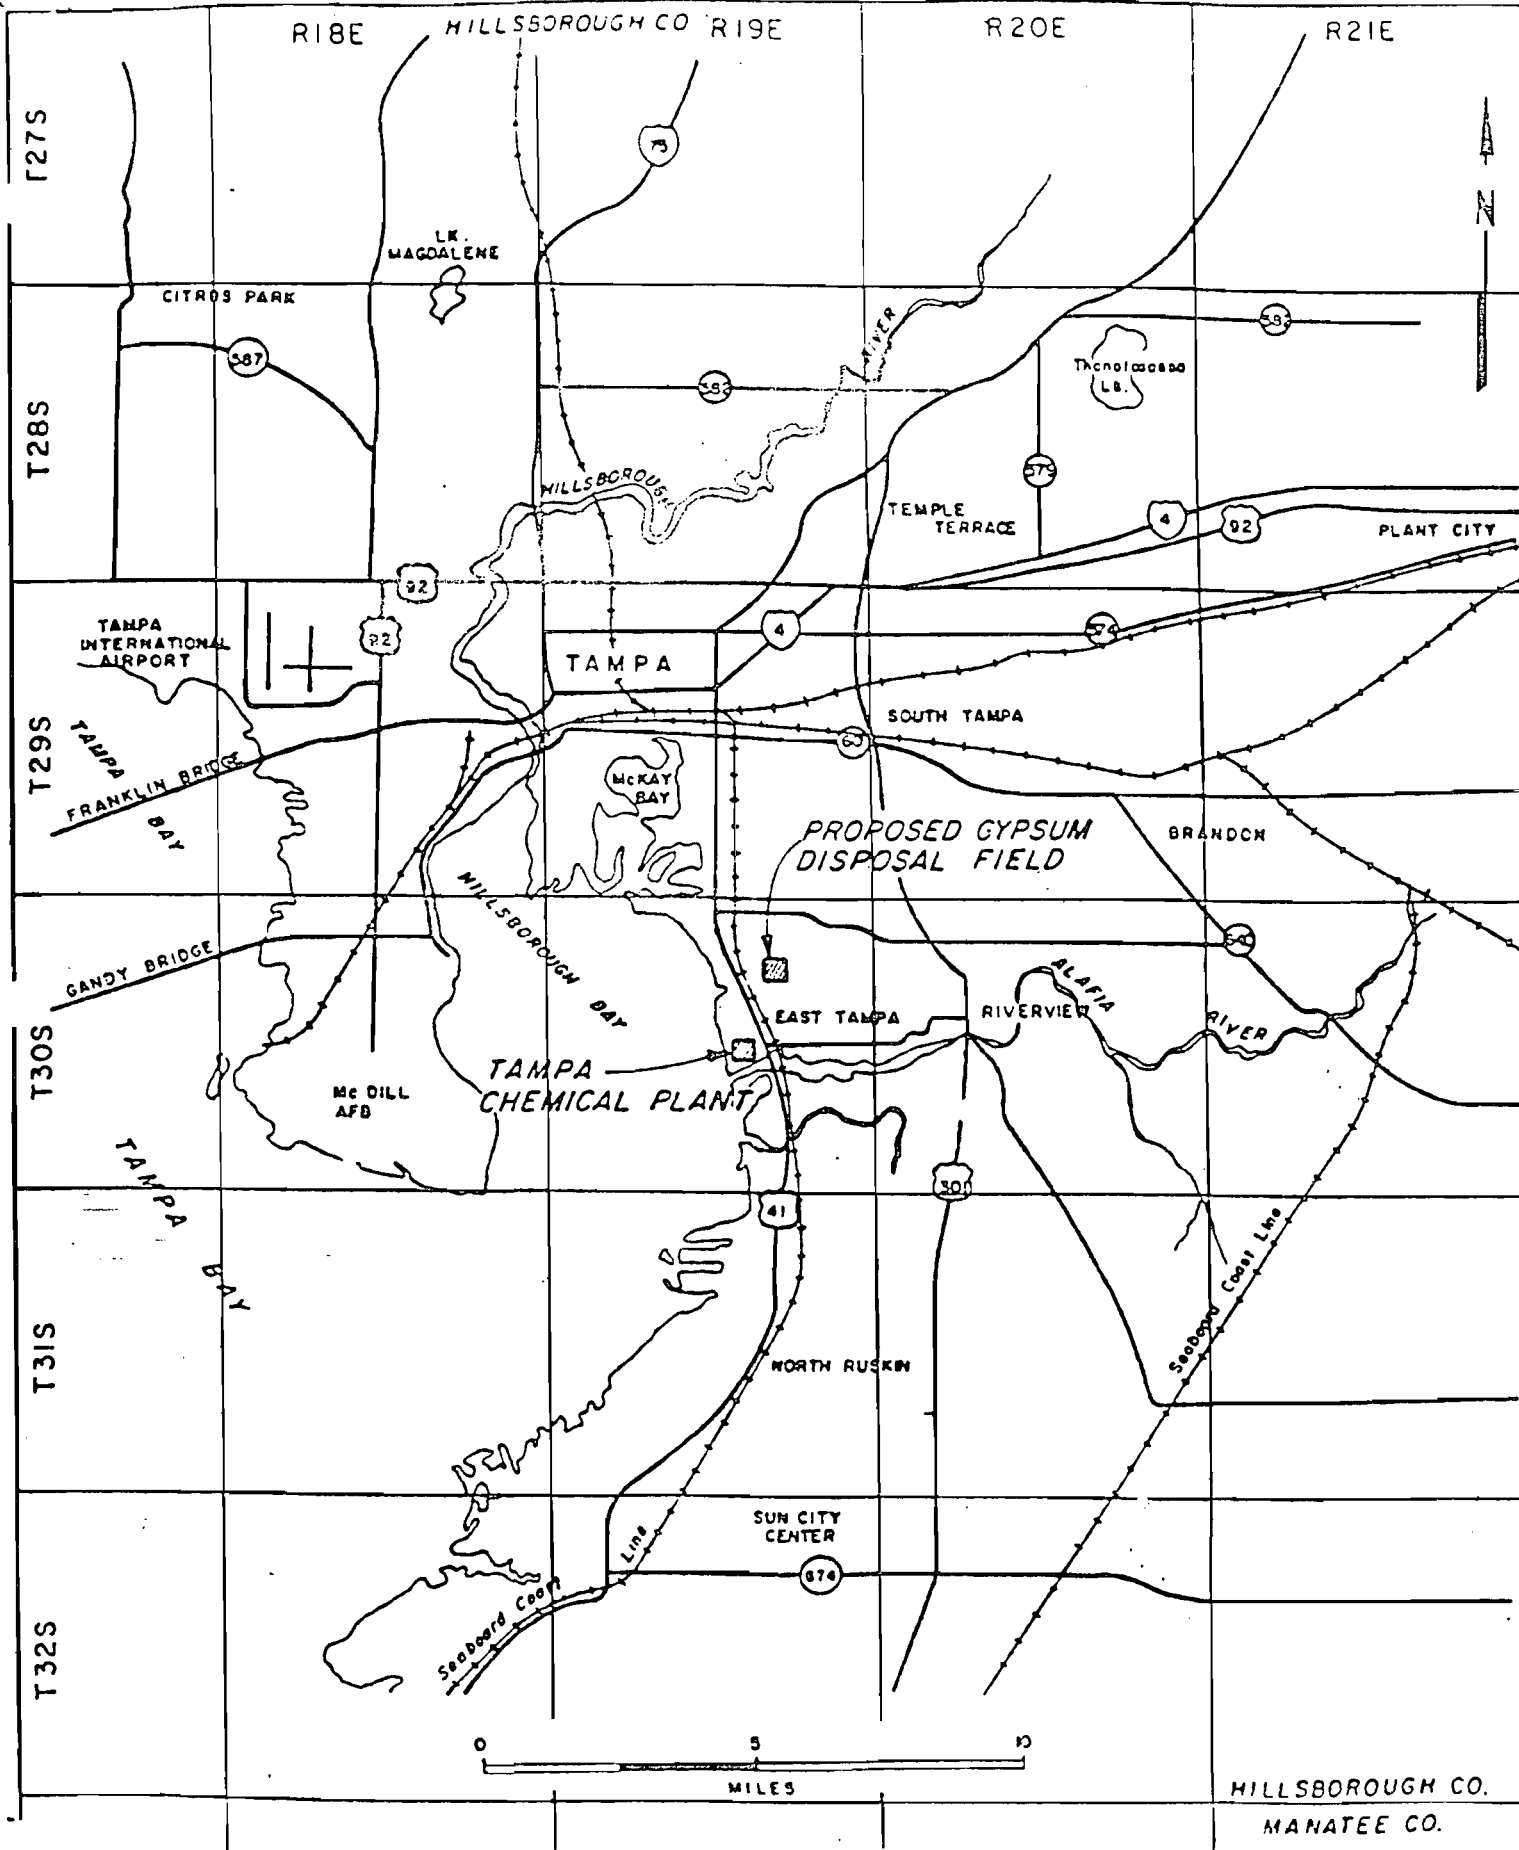 R18E
HILLSBOROUGH CO
R19E
R20E
R21E
T27S
75
N
LK.
MAGDALENE
CITROS PARK
587
582
582
RIVER
Thonotosassa
LB.
T28S
579
HILLSBOROUGH
TEMPLE
TERRACE
4
92
PLANT CITY
92
92
TAMPA
INTERNATIONAL
AIRPORT
4
574
TAMPA
T29S
TAMPA
BAY
FRANKLIN BRIDGE
SOUTH TAMPA
60
McKAY
BAY
PROPOSED GYPSUM
DISPOSAL FIELD
BRANDON
HILLSBOROUGH BAY
GANDY BRIDGE
ALAFIA
RIVER
EAST TAMPA
RIVERVIEW
T30S
TAMPA
CHEMICAL PLANT
Mc DILL
AFB
TAMPA
BAY
301
41
Seaboard Coast Line
T31S
NORTH RUSKIN
SUN CITY
CENTER
674
Seaboard Coast Line
T32S
0 5 10
MILES
HILLSBOROUGH CO.
MANATEE CO.